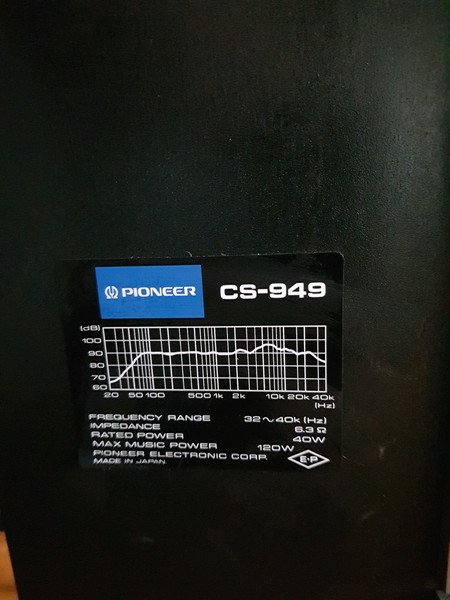 PIONEER CS-949
(dB)
100
90
80
70
60
20 50 100 500 1k 2k 10k 20k 40k
(Hz)
FREQUENCY RANGE 32~40k (Hz)
IMPEDANCE 6.3 Ω
RATED POWER 40W
MAX MUSIC POWER 120W
PIONEER ELECTRONIC CORP.
MADE IN JAPAN.
E·P